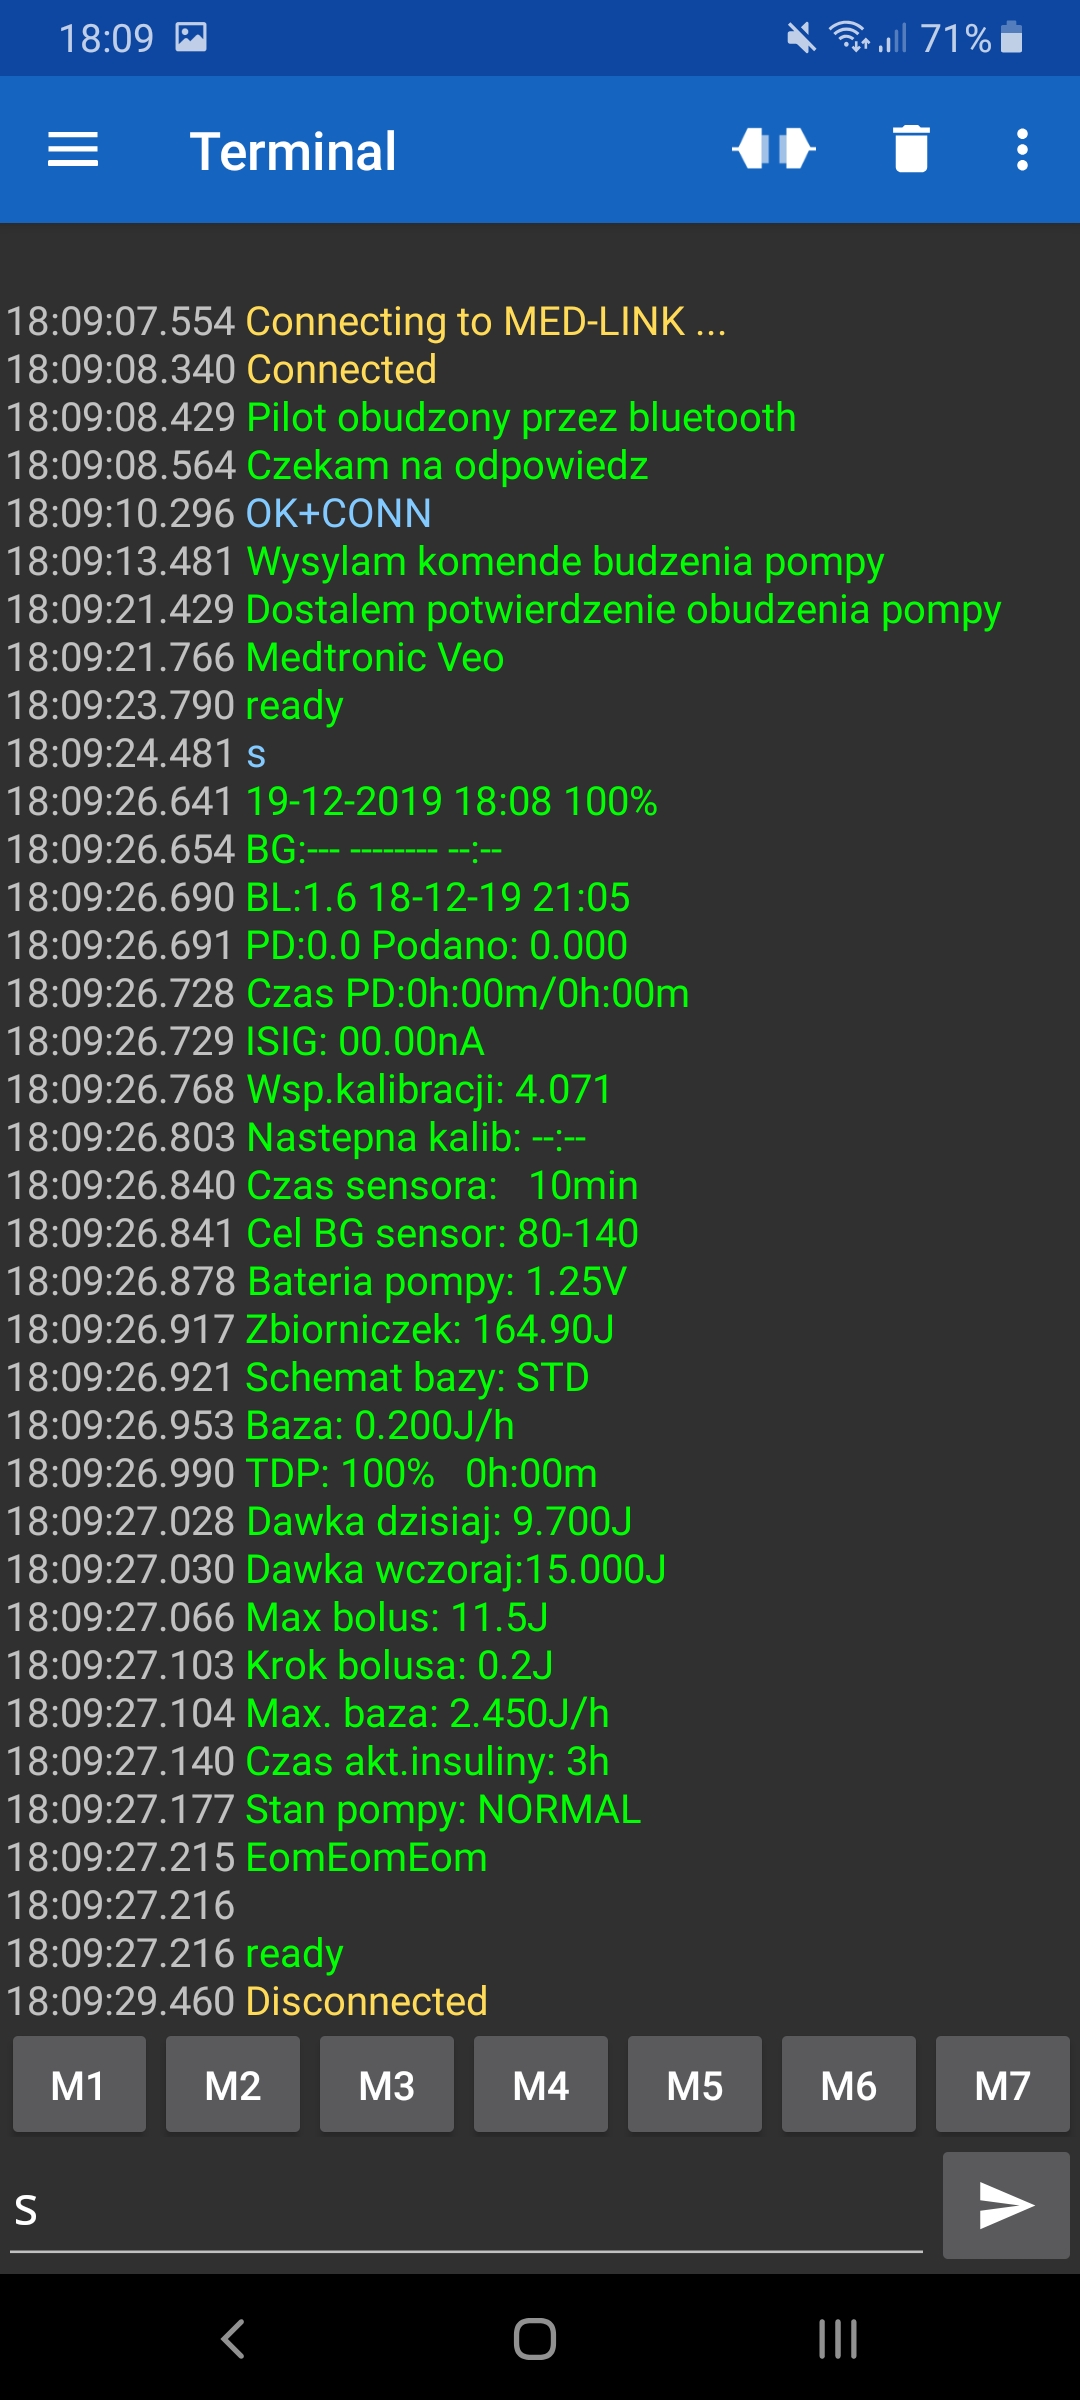 18:09 71%
Terminal
18:09:07.554 Connecting to MED-LINK ...
18:09:08.340 Connected
18:09:08.429 Pilot obudzony przez bluetooth
18:09:08.564 Czekam na odpowiedz
18:09:10.296 OK+CONN
18:09:13.481 Wysylam komende budzenia pompy
18:09:21.429 Dostalem potwierdzenie obudzenia pompy
18:09:21.766 Medtronic Veo
18:09:23.790 ready
18:09:24.481 s
18:09:26.641 19-12-2019 18:08 100%
18:09:26.654 BG:--- -------- --:--
18:09:26.690 BL:1.6 18-12-19 21:05
18:09:26.691 PD:0.0 Podano: 0.000
18:09:26.728 Czas PD:0h:00m/0h:00m
18:09:26.729 ISIG: 00.00nA
18:09:26.768 Wsp.kalibracji: 4.071
18:09:26.803 Nastepna kalib: --:--
18:09:26.840 Czas sensora:   10min
18:09:26.841 Cel BG sensor: 80-140
18:09:26.878 Bateria pompy: 1.25V
18:09:26.917 Zbiorniczek: 164.90J
18:09:26.921 Schemat bazy: STD
18:09:26.953 Baza: 0.200J/h
18:09:26.990 TDP: 100%   0h:00m
18:09:27.028 Dawka dzisiaj: 9.700J
18:09:27.030 Dawka wczoraj:15.000J
18:09:27.066 Max bolus: 11.5J
18:09:27.103 Krok bolusa: 0.2J
18:09:27.104 Max. baza: 2.450J/h
18:09:27.140 Czas akt.insuliny: 3h
18:09:27.177 Stan pompy: NORMAL
18:09:27.215 EomEomEom
18:09:27.216
18:09:27.216 ready
18:09:29.460 Disconnected
M1 M2 M3 M4 M5 M6 M7
s